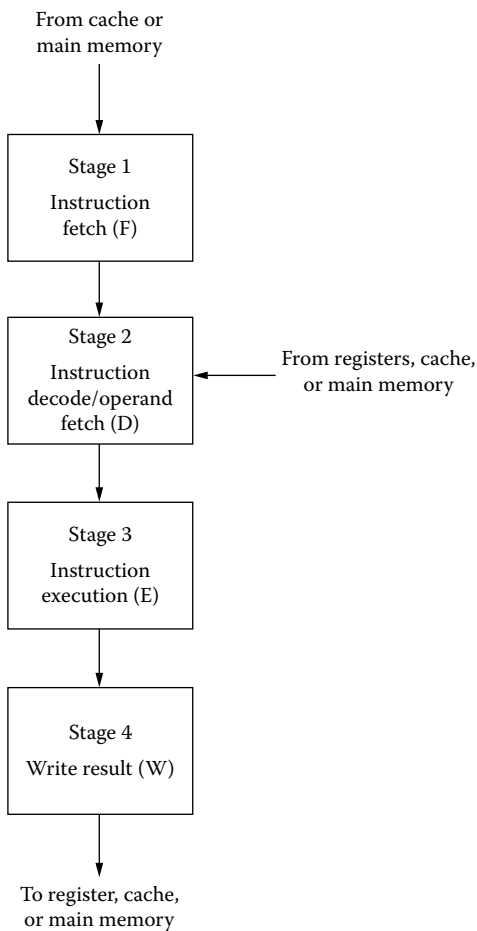 From cache or
main memory
Stage 1
Instruction
fetch (F)
Stage 2
Instruction
decode/operand
fetch (D)
From registers, cache,
or main memory
Stage 3
Instruction
execution (E)
Stage 4
Write result (W)
To register, cache,
or main memory